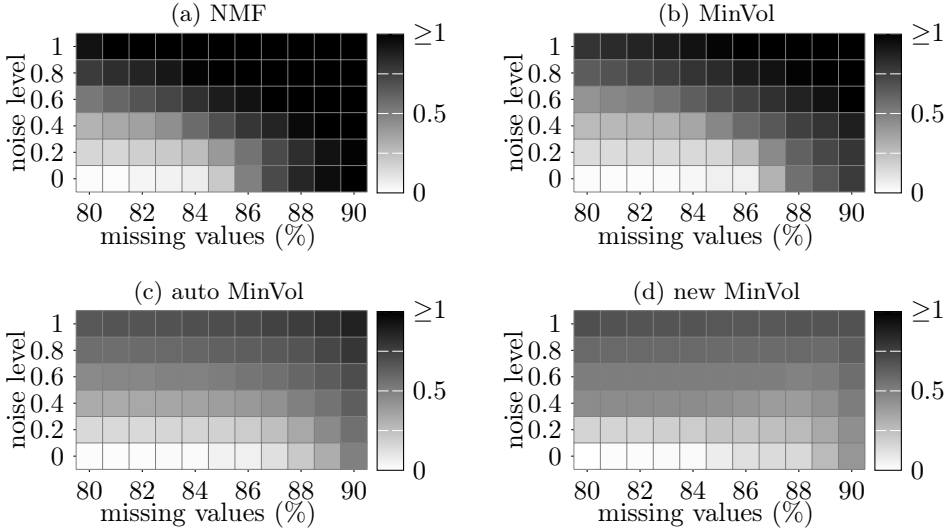 (a) NMF
noise level
1
0.8
0.6
0.4
0.2
0
80 82 84 86 88 90
missing values (%)
≥1
0.5
0
(b) MinVol
noise level
1
0.8
0.6
0.4
0.2
0
80 82 84 86 88 90
missing values (%)
≥1
0.5
0
(c) auto MinVol
noise level
1
0.8
0.6
0.4
0.2
0
80 82 84 86 88 90
missing values (%)
≥1
0.5
0
(d) new MinVol
noise level
1
0.8
0.6
0.4
0.2
0
80 82 84 86 88 90
missing values (%)
≥1
0.5
0